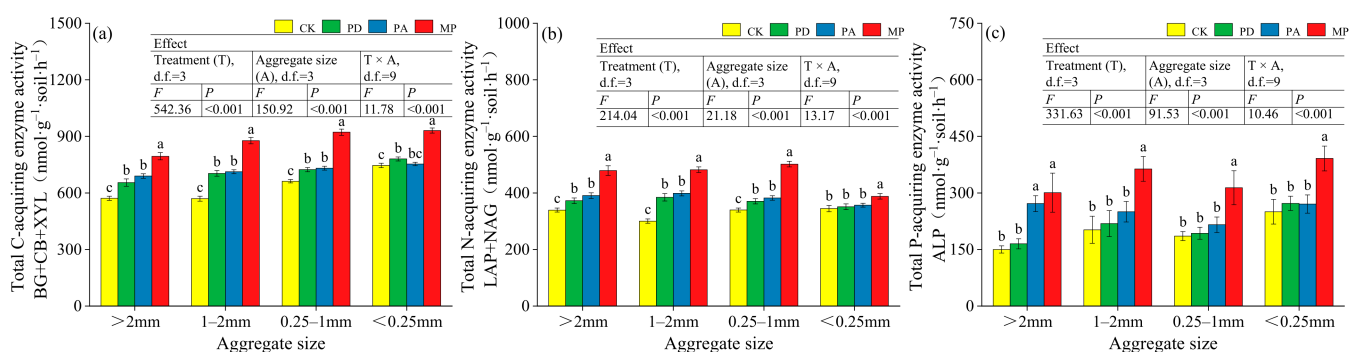 (a)
CK PD PA MP
Effect
Treatment (T), d.f.=3 Aggregate size (A), d.f.=3 T × A, d.f.=9
F P F P F P
542.36 <0.001 150.92 <0.001 11.78 <0.001
Total C-acquiring enzyme activity
BG+CB+XYL（nmol·g⁻¹·soil·h⁻¹）
1500
1200
900
600
300
0
c b b a
c b b a
c b b a
c b bc a
>2mm 1–2mm 0.25–1mm <0.25mm
Aggregate size
(b)
CK PD PA MP
Effect
Treatment (T), d.f.=3 Aggregate size (A), d.f.=3 T × A, d.f.=9
F P F P F P
214.04 <0.001 21.18 <0.001 13.17 <0.001
Total N-acquiring enzyme activity
LAP+NAG（nmol·g⁻¹·soil·h⁻¹）
1000
800
600
400
200
0
c b b a
c b b a
c b b a
b b b a
>2mm 1–2mm 0.25–1mm <0.25mm
Aggregate size
(c)
CK PD PA MP
Effect
Treatment (T), d.f.=3 Aggregate size (A), d.f.=3 T × A, d.f.=9
F P F P F P
331.63 <0.001 91.53 <0.001 10.46 <0.001
Total P-acquiring enzyme activity
ALP（nmol·g⁻¹·soil·h⁻¹）
750
600
450
300
150
0
b b a a
b b b a
b b b a
b b b a
>2mm 1–2mm 0.25–1mm <0.25mm
Aggregate size